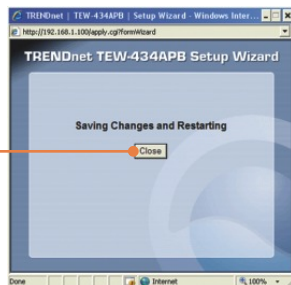 TRENDnet | TEW-434APB | Setup Wizard - Windows Inter...
http://192.168.1.100/apply.cgi?formWizard
TRENDnet TEW-434APB Setup Wizard
Saving Changes and Restarting
Close
Done
Internet
100%